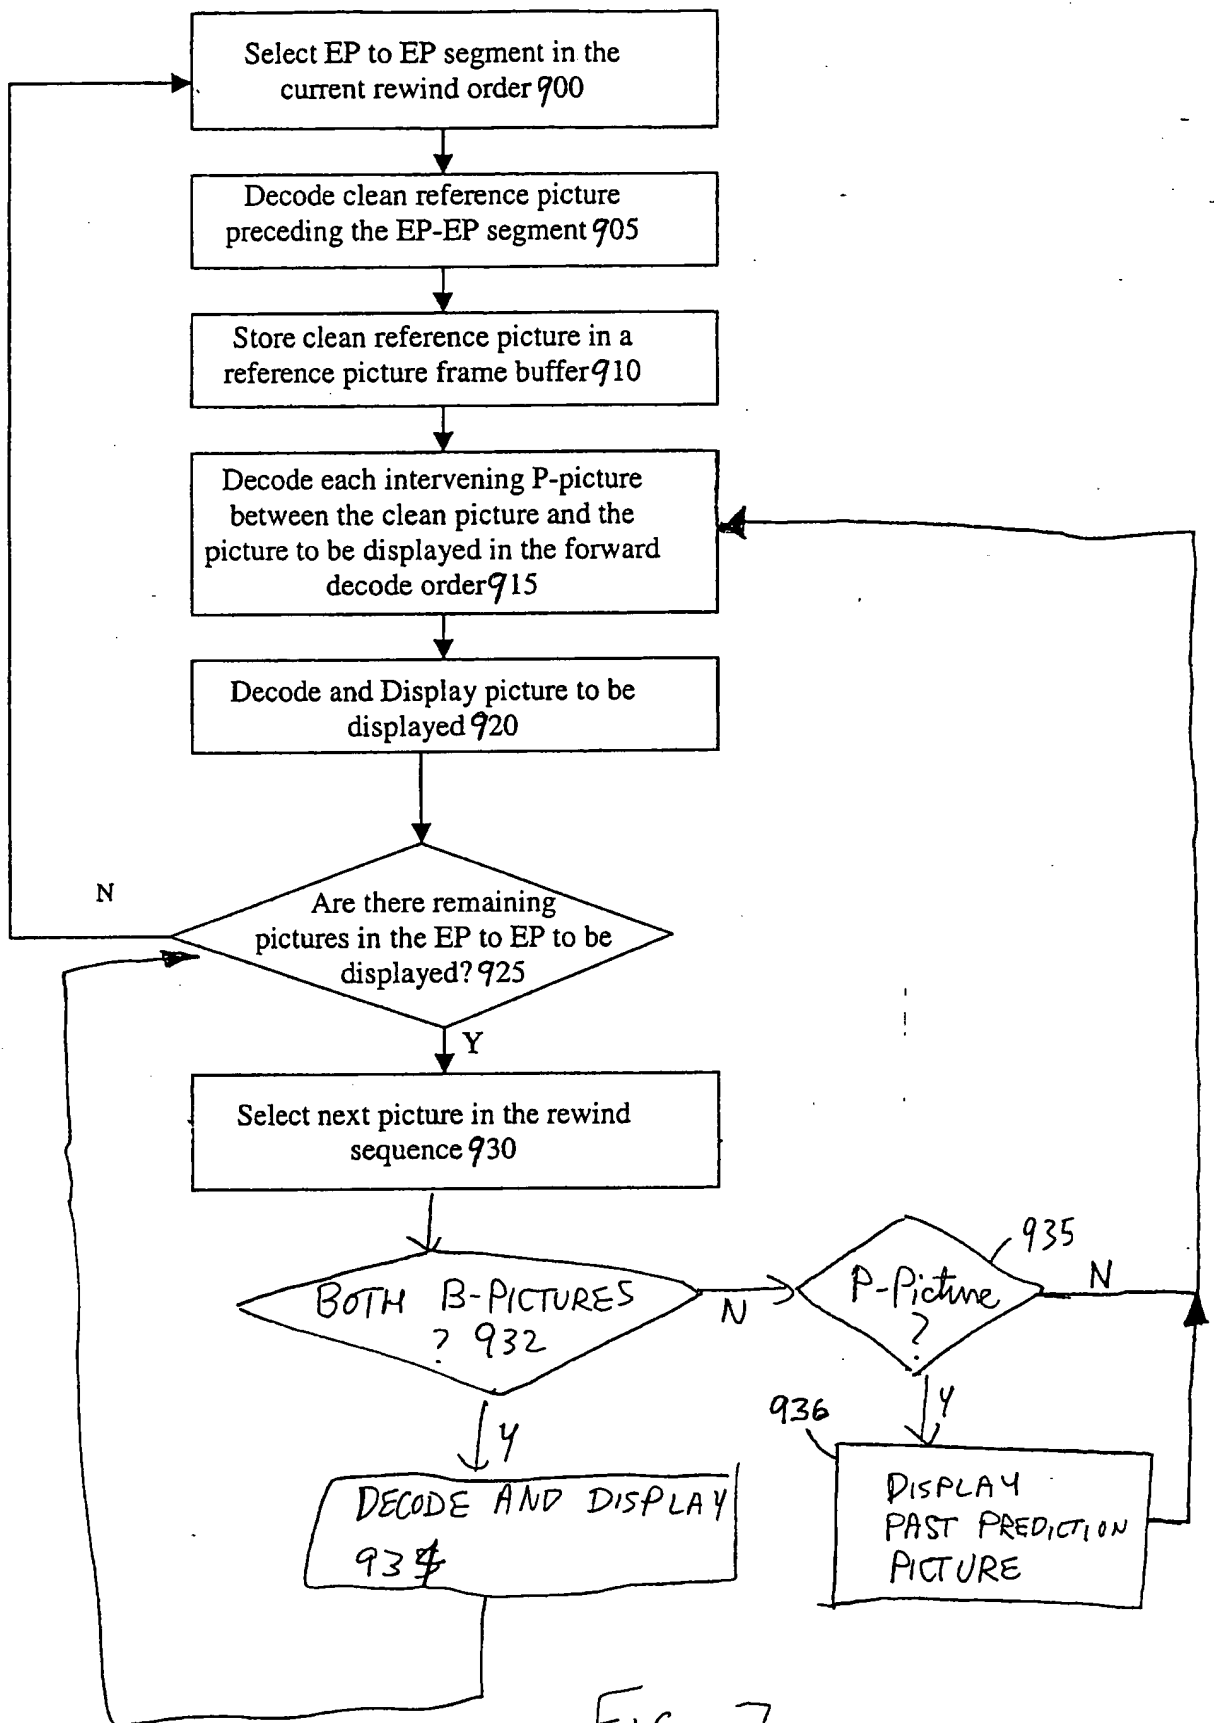 Select EP to EP segment in the
current rewind order 900
Decode clean reference picture
preceding the EP-EP segment 905
Store clean reference picture in a
reference picture frame buffer 910
Decode each intervening P-picture
between the clean picture and the
picture to be displayed in the forward
decode order 915
Decode and Display picture to be
displayed 920
N
Are there remaining
pictures in the EP to EP to be
displayed? 925
Y
Select next picture in the rewind
sequence 930
BOTH B-PICTURES
? 932
N
P-Picture
?
935
N
Y
Y
936
DECODE AND DISPLAY
DISPLAY
PAST PREDICTION
PICTURE